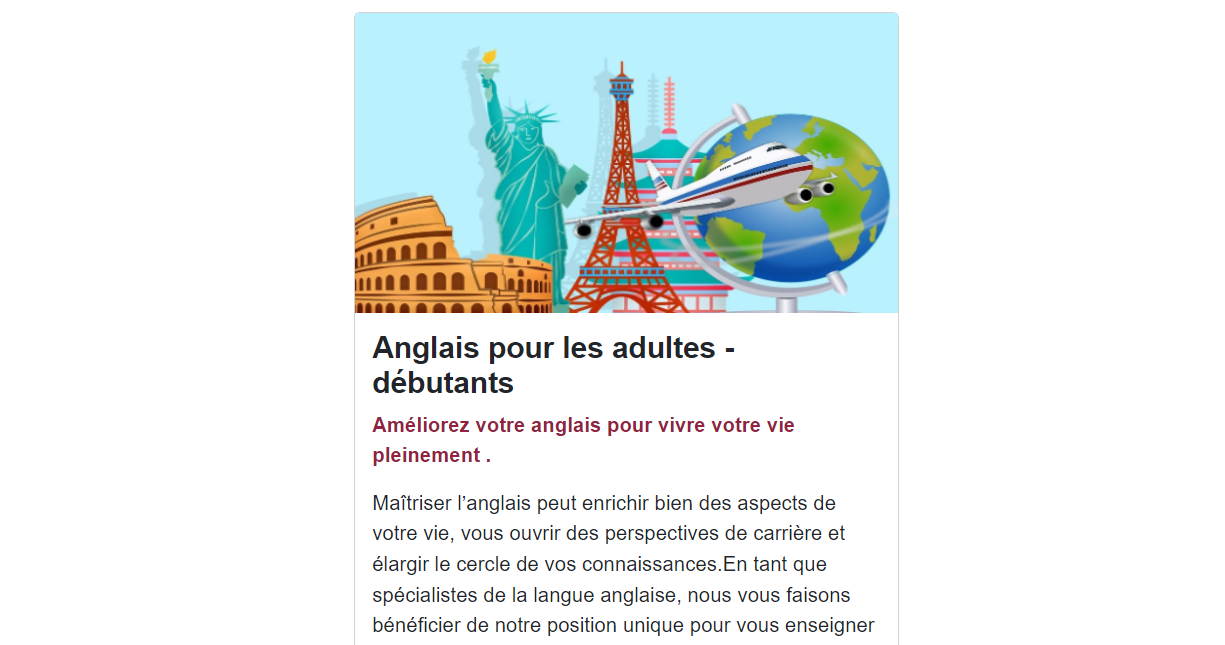 Anglais pour les adultes -
débutants
Améliorez votre anglais pour vivre votre vie
pleinement .
Maîtriser l’anglais peut enrichir bien des aspects de
votre vie, vous ouvrir des perspectives de carrière et
élargir le cercle de vos connaissances.En tant que
spécialistes de la langue anglaise, nous vous faisons
bénéficier de notre position unique pour vous enseigner